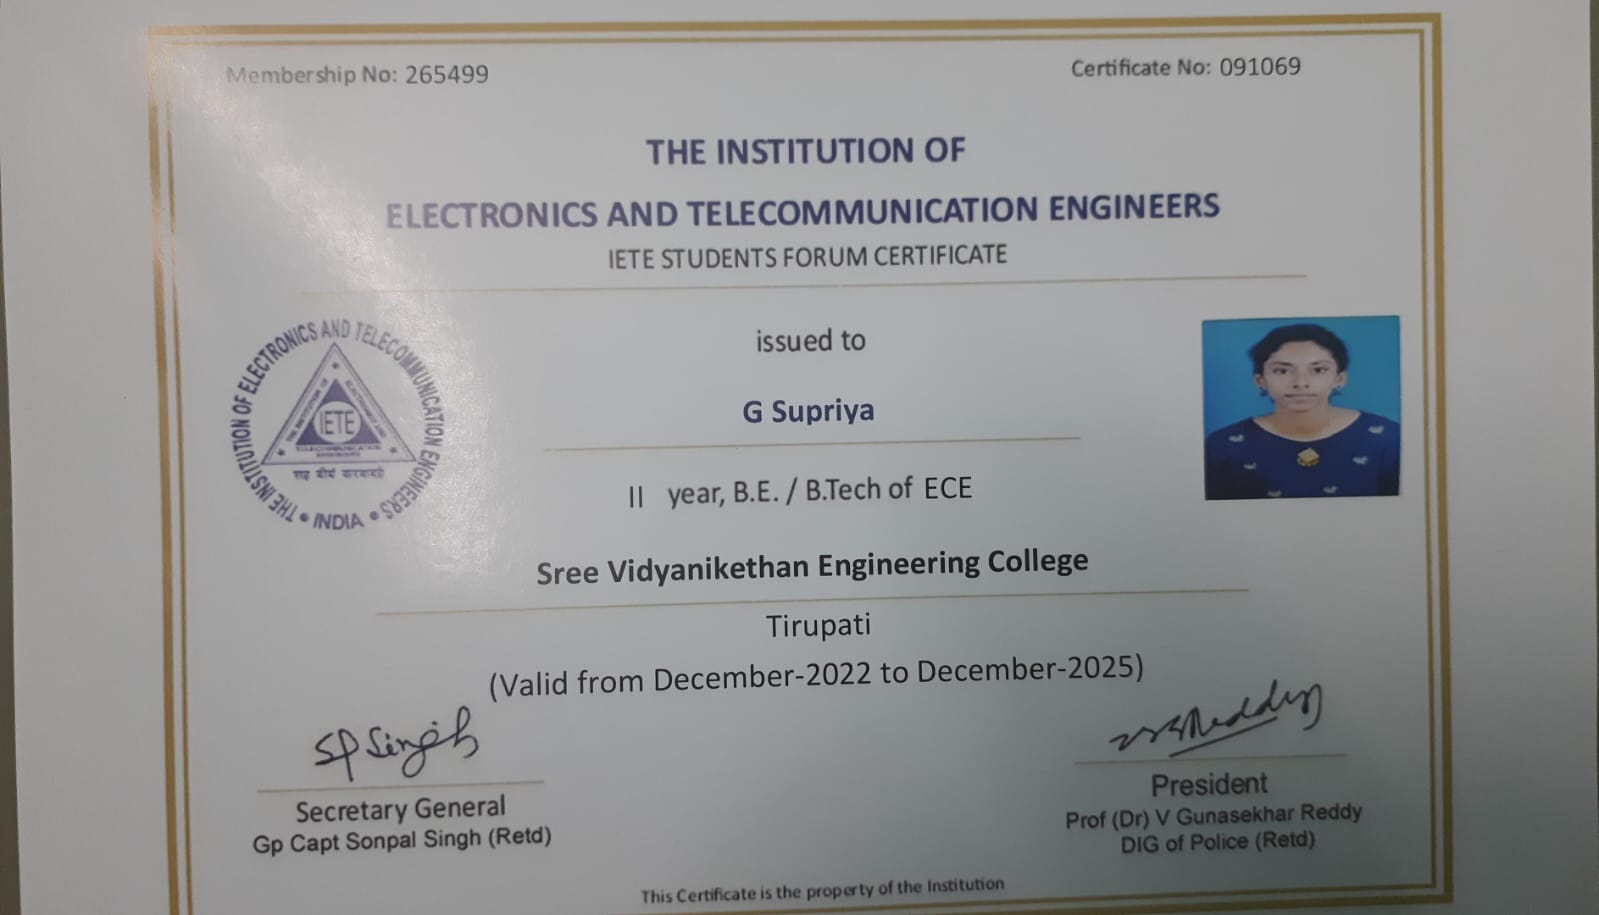 Membership No: 265499
Certificate No: 091069
THE INSTITUTION OF
ELECTRONICS AND TELECOMMUNICATION ENGINEERS
IETE STUDENTS FORUM CERTIFICATE
THE INSTITUTION OF ELECTRONICS AND TELECOMMUNICATION ENGINEERS • INDIA •
IETE
issued to
G Supriya
II year, B.E. / B.Tech of ECE
Sree Vidyanikethan Engineering College
Tirupati
(Valid from December-2022 to December-2025)
SP Singh
Secretary General
Gp Capt Sonpal Singh (Retd)
President
Prof (Dr) V Gunasekhar Reddy
DIG of Police (Retd)
This Certificate is the property of the Institution